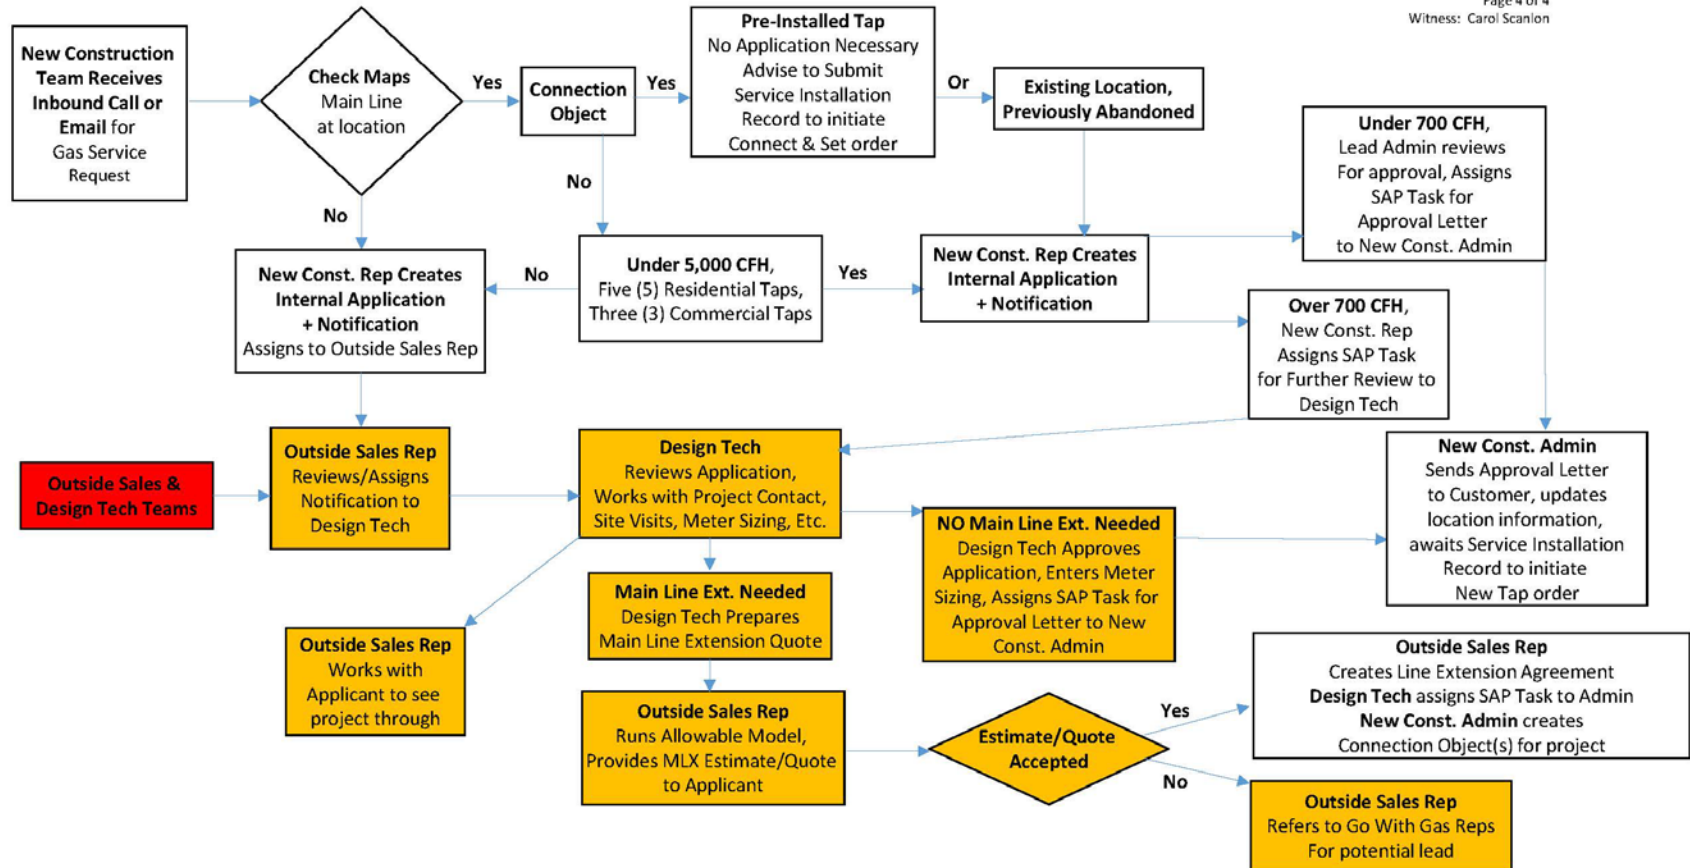 Page 4 of 4
Witness: Carol Scanlon
New Construction
Team Receives
Inbound Call or
Email for
Gas Service
Request
Check Maps
Main Line
at location
Yes
No
Connection
Object
Yes
No
Pre-Installed Tap
No Application Necessary
Advise to Submit
Service Installation
Record to initiate
Connect & Set order
Or
Existing Location,
Previously Abandoned
Under 700 CFH,
Lead Admin reviews
For approval, Assigns
SAP Task for
Approval Letter
to New Const. Admin
New Const. Rep Creates
Internal Application
+ Notification
Assigns to Outside Sales Rep
No
Under 5,000 CFH,
Five (5) Residential Taps,
Three (3) Commercial Taps
Yes
New Const. Rep Creates
Internal Application
+ Notification
Over 700 CFH,
New Const. Rep
Assigns SAP Task
for Further Review to
Design Tech
Outside Sales &
Design Tech Teams
Outside Sales Rep
Reviews/Assigns
Notification to
Design Tech
Design Tech
Reviews Application,
Works with Project Contact,
Site Visits, Meter Sizing, Etc.
New Const. Admin
Sends Approval Letter
to Customer, updates
location information,
awaits Service Installation
Record to initiate
New Tap order
NO Main Line Ext. Needed
Design Tech Approves
Application, Enters Meter
Sizing, Assigns SAP Task for
Approval Letter to New
Const. Admin
Main Line Ext. Needed
Design Tech Prepares
Main Line Extension Quote
Outside Sales Rep
Works with
Applicant to see
project through
Outside Sales Rep
Runs Allowable Model,
Provides MLX Estimate/Quote
to Applicant
Estimate/Quote
Accepted
Yes
No
Outside Sales Rep
Creates Line Extension Agreement
Design Tech assigns SAP Task to Admin
New Const. Admin creates
Connection Object(s) for project
Outside Sales Rep
Refers to Go With Gas Reps
For potential lead